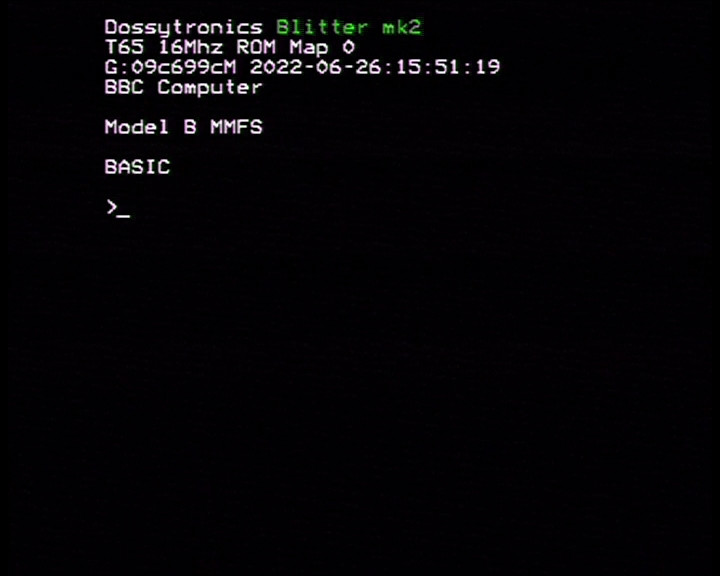 Dossytronics Blitter mk2
T65 16Mhz ROM Map 0
G:09c699cM 2022-06-26:15:51:19
BBC Computer
Model B MMFS
BASIC
>_